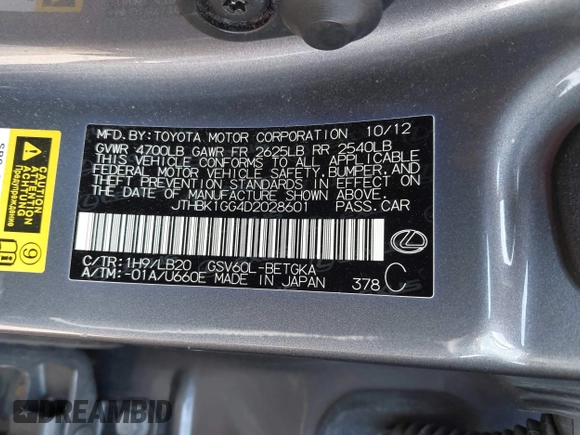 MFD.BY:TOYOTA MOTOR CORPORATION 10/12
GVWR 4700LB GAWR FR 2625LB RR 2540LB
THIS VEHICLE CONFORMS TO ALL APPLICABLE
FEDERAL MOTOR VEHICLE SAFETY,BUMPER,AND
THEFT PREVENTION STANDARDS IN EFFECT ON
THE DATE OF MANUFACTURE SHOWN ABOVE.
JTHBK1GG4D2028601 PASS.CAR
C/TR:1H9/LB20 GSV60L-BETGKA
A/TM:-01A/U660E MADE IN JAPAN 378 C
CAUTION
ACHTUNG
9
DREAMBID